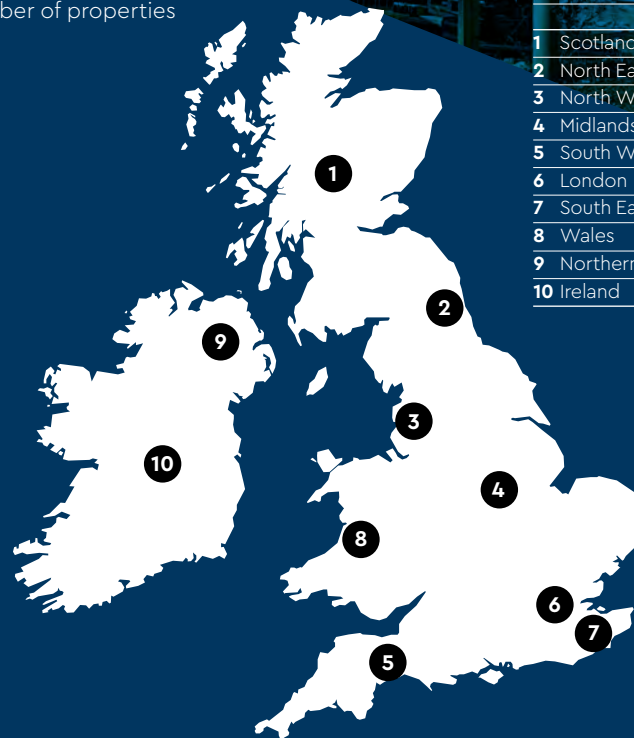 ber of properties
1 Scotland
2 North Ea
3 North W
4 Midlands
5 South W
6 London
7 South Ea
8 Wales
9 Northern
10 Ireland
1
2
9
3
10
4
8
6
7
5